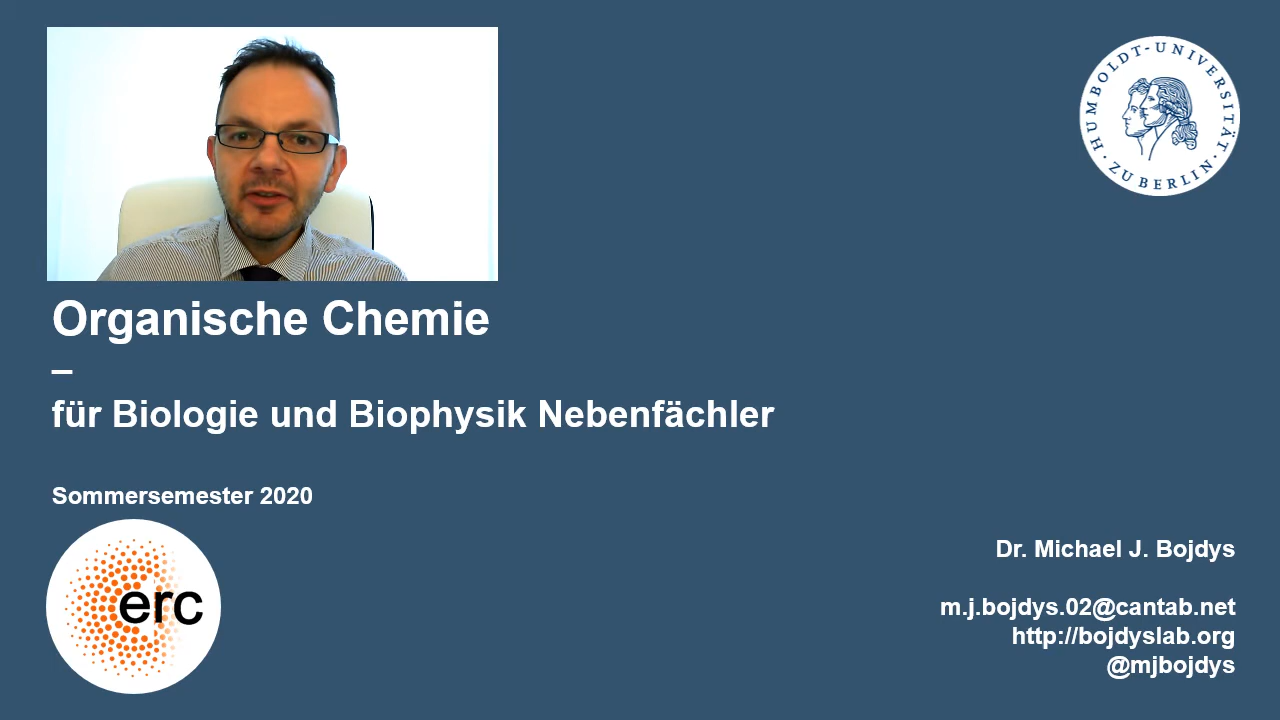 HUMBOLDT-UNIVERSITÄT
ZU BERLIN
Organische Chemie
–
für Biologie und Biophysik Nebenfächler
Sommersemester 2020
erc
Dr. Michael J. Bojdys
m.j.bojdys.02@cantab.net
http://bojdyslab.org
@mjbojdys